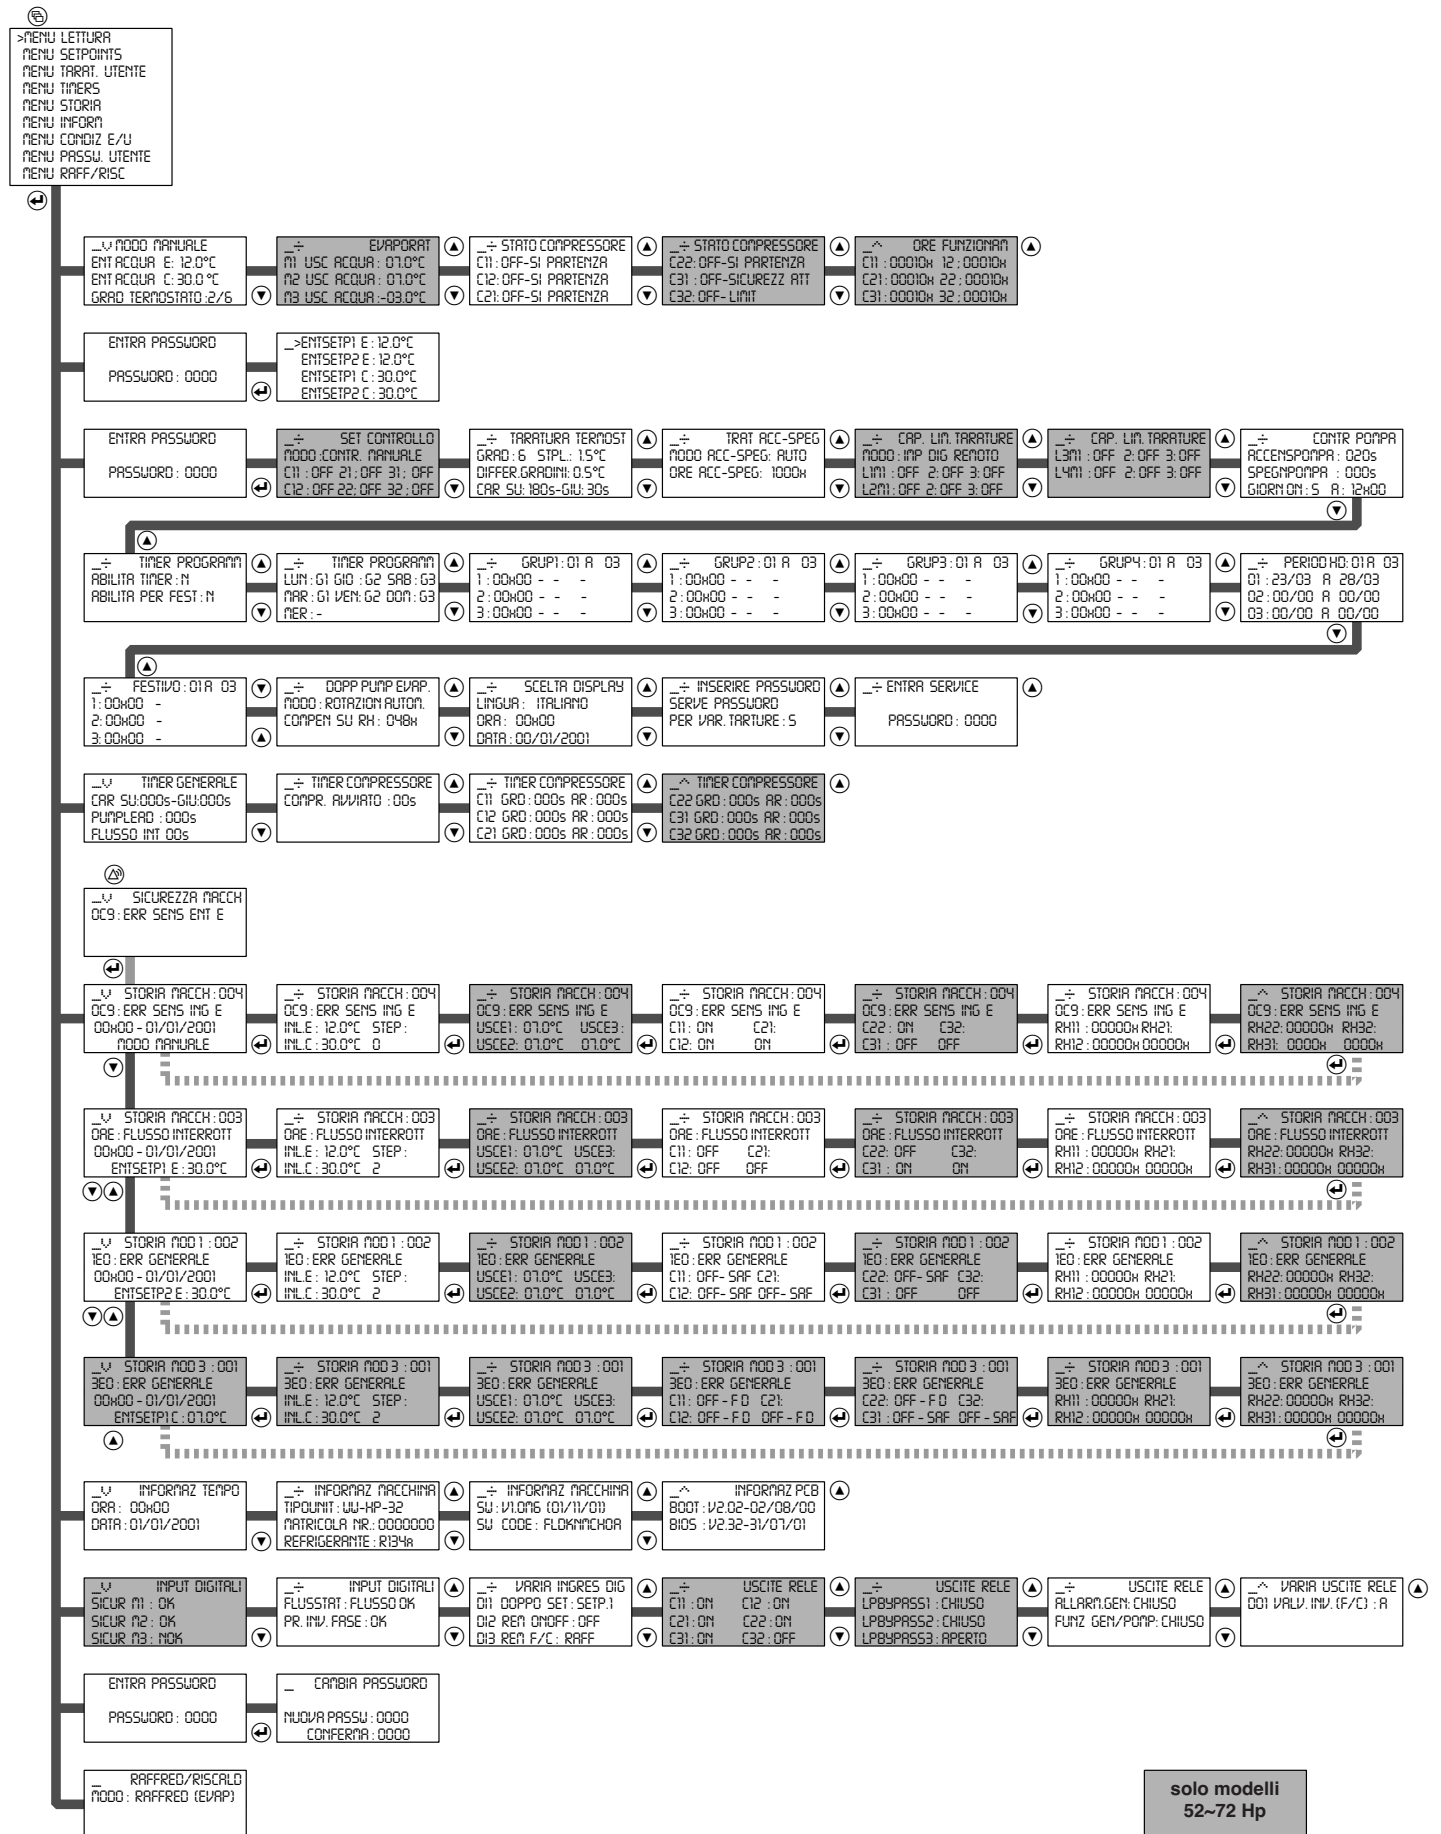 >MENU LETTURA
MENU SETPOINTS
MENU TARAT. UTENTE
MENU TIMERS
MENU STORIA
MENU INFORM
MENU CONDIZ E/U
MENU PASSW. UTENTE
MENU RAFF/RISC
_v MODO MANUALE
ENT ACQUA E: 12.0°C
ENT ACQUA C: 30.0 °C
GRAD TERMOSTATO :2/6
_÷ EVAPORAT
M1 USC ACQUA : 07.0°C
M2 USC ACQUA : 07.0°C
M3 USC ACQUA :-03.0°C
_÷ STATO COMPRESSORE
C11: OFF-SI PARTENZA
C12: OFF-SI PARTENZA
C21: OFF-SI PARTENZA
_÷ STATO COMPRESSORE
C22: OFF-SI PARTENZA
C31 : OFF-SICUREZZ ATT
C32: OFF- LIMIT
_^ ORE FUNZIONAM
C11 : 00010H 12 ; 00010H
C21 : 00010H 22 ; 00010H
C31 : 00010H 32 ; 00010H
ENTRA PASSWORD
PASSWORD : 0000
_>ENTSETP1 E : 12.0°C
ENTSETP2 E : 12.0°C
ENTSETP1 C : 30.0°C
ENTSETP2 C : 30.0°C
ENTRA PASSWORD
PASSWORD : 0000
_÷ SET CONTROLLO
MODO :CONTR. MANUALE
C11 : OFF 21 ; OFF 31 ; OFF
C12 : OFF 22; OFF 32 ; OFF
_÷ TARATURA TERMOST
GRAD : 6 STPL.: 1.5°C
DIFFER.GRADINI: 0.5°C
CAR SU: 180s-GIU: 30s
_÷ TRAT ACC-SPEG
MODO ACC-SPEG: AUTO
ORE ACC-SPEG: 1000H
_÷ CAP. LIM. TARATURE
MODO : IMP DIG REMOTO
L1M1 : OFF 2: OFF 3: OFF
L2M1 : OFF 2: OFF 3: OFF
_÷ CAP. LIM. TARATURE
L3M1 : OFF 2: OFF 3: OFF
L4M1 : OFF 2: OFF 3: OFF
_÷ CONTR POMPA
ACCENSPOMPA : 020s
SPEGNPOMPA : 000s
GIORN ON : S A : 12H00
_÷ TIMER PROGRAMM
ABILITA TIMER : N
ABILITA PER FEST : N
_÷ TIMER PROGRAMM
LUN: G1 GIO : G2 SAB: G3
MAR: G1 VEN: G2 DOM : G3
MER : -
_÷ GRUP1 : 01 A 03
1 : 00H00 - - -
2 : 00H00 - - -
3 : 00H00 - - -
_÷ GRUP2 : 01 A 03
1 : 00H00 - - -
2 : 00H00 - - -
3 : 00H00 - - -
_÷ GRUP3 : 01 A 03
1 : 00H00 - - -
2 : 00H00 - - -
3 : 00H00 - - -
_÷ GRUP4 : 01 A 03
1 : 00H00 - - -
2 : 00H00 - - -
3 : 00H00 - - -
_÷ PERIOD HD: 01 A 03
01 : 23/03 A 28/03
02 : 00/00 A 00/00
03 : 00/00 A 00/00
_÷ FESTIVO : 01 A 03
1: 00H00 -
2: 00H00 -
3: 00H00 -
_÷ DOPP PUMP EVAP.
MODO : ROTAZION AUTOM.
COMPEN SU RH : 048H
_÷ SCELTA DISPLAY
LINGUA : ITALIANO
ORA : 00H00
DATA : 00/01/2001
_÷ INSERIRE PASSWORD
SERVE PASSWORD
PER VAR. TARTURE : S
_÷ ENTRA SERVICE
PASSWORD : 0000
_v TIMER GENERALE
CAR SU:000s-GIU:000s
PUMPLEAD : 000s
FLUSSO INT 00s
_÷ TIMER COMPRESSORE
COMPR. AVVIATO : 00s
_÷ TIMER COMPRESSORE
C11 GRD : 000s AR : 000s
C12 GRD : 000s AR : 000s
C21 GRD : 000s AR : 000s
_^ TIMER COMPRESSORE
C22 GRD : 000s AR : 000s
C31 GRD : 000s AR : 000s
C32 GRD : 000s AR : 000s
_v SICUREZZA MACCH
0C9 : ERR SENS ENT E
_v STORIA MACCH : 004
0C9 : ERR SENS ING E
00H00 - 01/01/2001
MODO MANUALE
_÷ STORIA MACCH : 004
0C9 : ERR SENS ING E
INL.E : 12.0°C STEP :
INL.C : 30.0°C 0
_÷ STORIA MACCH : 004
0C9 : ERR SENS ING E
USCE1 : 07.0°C USCE3 :
USCE2: 07.0°C 07.0°C
_÷ STORIA MACCH : 004
0C9 : ERR SENS ING E
C11 : ON C21:
C12: ON ON
_÷ STORIA MACCH : 004
0C9 : ERR SENS ING E
C22 : ON C32:
C31 : OFF OFF
_÷ STORIA MACCH : 004
0C9 : ERR SENS ING E
RH11 : 00000H RH21:
RH12 : 00000H 00000H
_^ STORIA MACCH : 004
0C9 : ERR SENS ING E
RH22: 00000H RH32:
RH31: 0000H 0000H
_v STORIA MACCH : 003
0AE : FLUSSO INTERROTT
00H00 - 01/01/2001
ENTSETP1 E : 30.0°C
_÷ STORIA MACCH : 003
0AE : FLUSSO INTERROTT
INL.E : 12.0°C STEP :
INL.C : 30.0°C 2
_÷ STORIA MACCH : 003
0AE : FLUSSO INTERROTT
USCE1 : 07.0°C USCE3:
USCE2: 07.0°C 07.0°C
_÷ STORIA MACCH : 003
0AE : FLUSSO INTERROTT
C11 : OFF C21:
C12: OFF OFF
_÷ STORIA MACCH : 003
0AE : FLUSSO INTERROTT
C22: OFF C32:
C31 : ON ON
_÷ STORIA MACCH : 003
0AE : FLUSSO INTERROTT
RH11 : 00000H RH21:
RH12 : 00000H 00000H
_^ STORIA MACCH : 003
0AE : FLUSSO INTERROTT
RH22: 00000H RH32:
RH31 : 00000H 00000H
_v STORIA MOD 1 : 002
1E0 : ERR GENERALE
00H00 - 01/01/2001
ENTSETP2 E : 30.0°C
_÷ STORIA MOD 1 : 002
1E0 : ERR GENERALE
INL.E : 12.0°C STEP :
INL.C : 30.0°C 2
_÷ STORIA MOD 1 : 002
1E0 : ERR GENERALE
USCE1 : 07.0°C USCE3:
USCE2: 07.0°C 07.0°C
_÷ STORIA MOD 1 : 002
1E0 : ERR GENERALE
C11 : OFF- SAF C21:
C12: OFF- SAF OFF- SAF
_÷ STORIA MOD 1 : 002
1E0 : ERR GENERALE
C22: OFF- SAF C32:
C31 : OFF OFF
_÷ STORIA MOD 1 : 002
1E0 : ERR GENERALE
RH11 : 00000H RH21:
RH12 : 00000H 00000H
_^ STORIA MOD 1 : 002
1E0 : ERR GENERALE
RH22: 00000H RH32:
RH31 : 00000H 00000H
_v STORIA MOD 3 : 001
3E0 : ERR GENERALE
00H00 - 01/01/2001
ENTSETP1 C : 07.0°C
_÷ STORIA MOD 3 : 001
3E0 : ERR GENERALE
INL.E : 12.0°C STEP :
INL.C : 30.0°C 2
_÷ STORIA MOD 3 : 001
3E0 : ERR GENERALE
USCE1 : 07.0°C USCE3:
USCE2: 07.0°C 07.0°C
_÷ STORIA MOD 3 : 001
3E0 : ERR GENERALE
C11 : OFF - F D C21:
C12: OFF - F D OFF - F D
_÷ STORIA MOD 3 : 001
3E0 : ERR GENERALE
C22: OFF - F D C32:
C31 : OFF - SAF OFF - SAF
_÷ STORIA MOD 3 : 001
3E0 : ERR GENERALE
RH11 : 00000H RH21:
RH12 : 00000H 00000H
_^ STORIA MOD 3 : 001
3E0 : ERR GENERALE
RH22: 00000H RH32:
RH31 : 00000H 00000H
_v INFORMAZ TEMPO
ORA : 00H00
DATA : 01/01/2001
_÷ INFORMAZ MACCHINA
TIPOUNIT : WW-HP-32
MATRICOLA NR.: 0000000
REFRIGERANTE : R134A
_÷ INFORMAZ MACCHINA
SW : V1.0M6 (01/11/01)
SW CODE : FLDKNMCHOA
_^ INFORMAZ PCB
BOOT : V2.02-02/08/00
BIOS : V2.32-31/07/01
_v INPUT DIGITALI
SICUR M1 : OK
SICUR M2 : OK
SICUR M3 : NOK
_÷ INPUT DIGITALI
FLUSSTAT : FLUSSO OK
PR. INV. FASE : OK
_÷ VARIA INGRES DIG
DI1 DOPPO SET : SETP.1
DI2 REM ONOFF : OFF
DI3 REM F/C : RAFF
_÷ USCITE RELE
C11 : ON C12 : ON
C21 : ON C22 : ON
C31 : ON C32 : OFF
_÷ USCITE RELE
LPBYPASS1 : CHIUSO
LPBYPASS2 : CHIUSO
LPBYPASS3 : APERTO
_÷ USCITE RELE
ALLARM.GEN: CHIUSO
FUNZ GEN/POMP: CHIUSO
_^ VARIA USCITE RELE
DO1 VALV. INV. (F/C) : A
ENTRA PASSWORD
PASSWORD : 0000
_ CAMBIA PASSWORD
NUOVA PASSW : 0000
CONFERMA : 0000
_ RAFFRED/RISCALD
MODO : RAFFRED (EVAP)
solo modelli
52~72 Hp